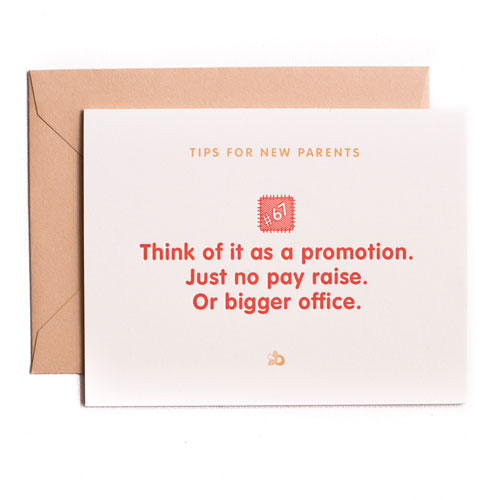 TIPS FOR NEW PARENTS
#67
Think of it as a promotion.
Just no pay raise.
Or bigger office.